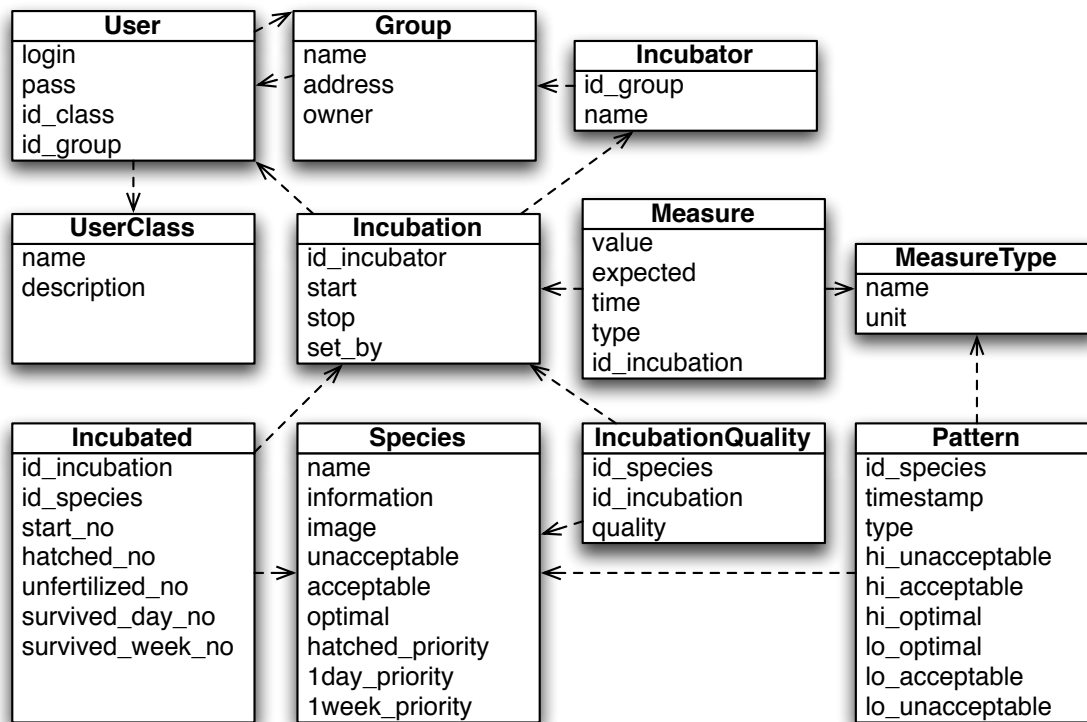 User
login
pass
id_class
id_group
Group
name
address
owner
Incubator
id_group
name
UserClass
name
description
Incubation
id_incubator
start
stop
set_by
Measure
value
expected
time
type
id_incubation
MeasureType
name
unit
Incubated
id_incubation
id_species
start_no
hatched_no
unfertilized_no
survived_day_no
survived_week_no
Species
name
information
image
unacceptable
acceptable
optimal
hatched_priority
1day_priority
1week_priority
IncubationQuality
id_species
id_incubation
quality
Pattern
id_species
timestamp
type
hi_unacceptable
hi_acceptable
hi_optimal
lo_optimal
lo_acceptable
lo_unacceptable